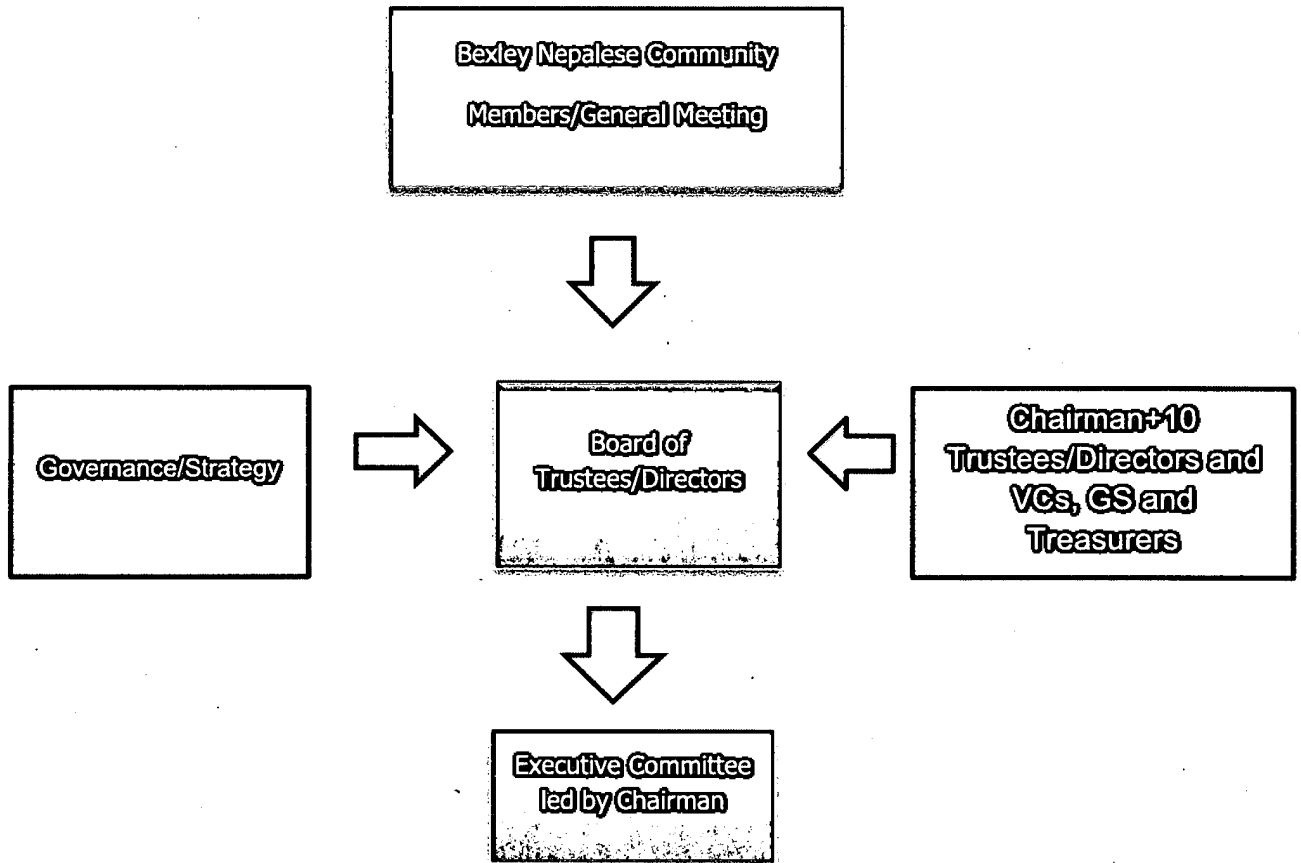 Bexley Nepalese Community
Members/General Meeting
Governance/Strategy
Board of
Trustees/Directors
Chairman+10
Trustees/Directors and
VCs, GS and
Treasurers
Executive Committee
led by Chairman